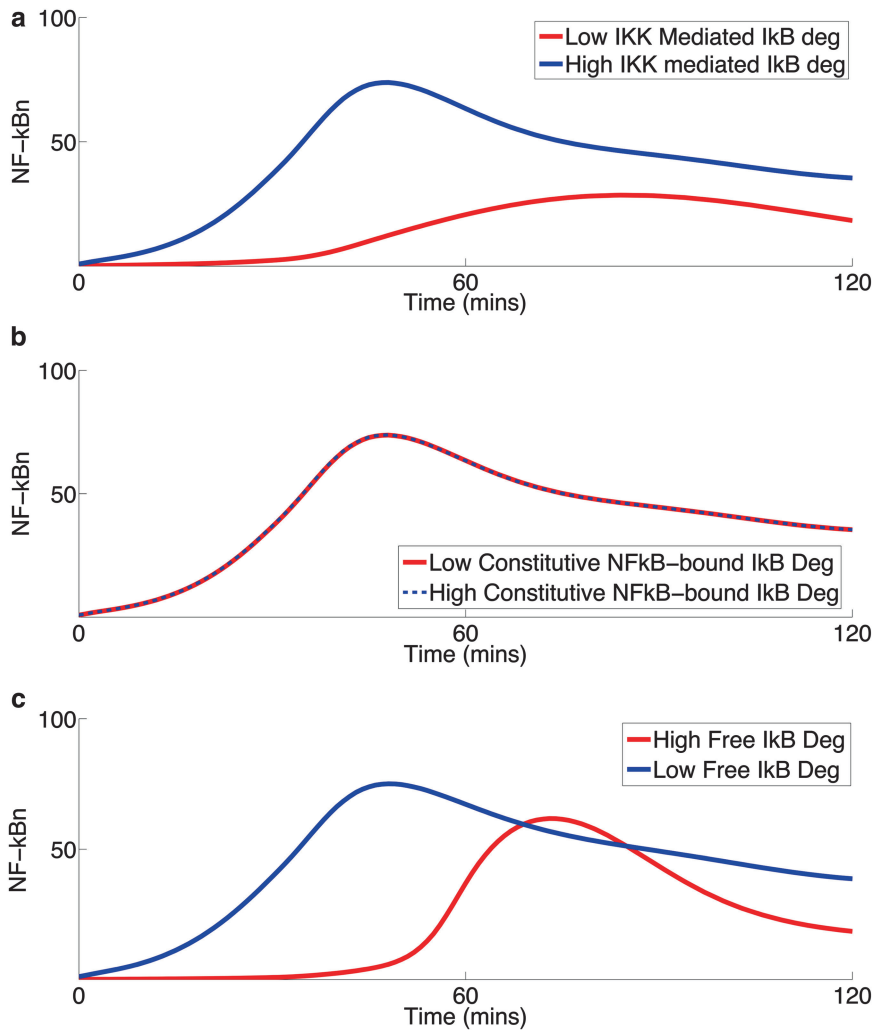 a
100
Low IKK Mediated IkB deg
High IKK mediated IkB deg
NF-kBn
50
0
60
120
Time (mins)
b
100
NF-kBn
50
Low Constitutive NFkB-bound IkB Deg
High Constitutive NFkB-bound IkB Deg
0
60
120
Time (mins)
c
100
High Free IkB Deg
Low Free IkB Deg
NF-kBn
50
0
60
120
Time (mins)